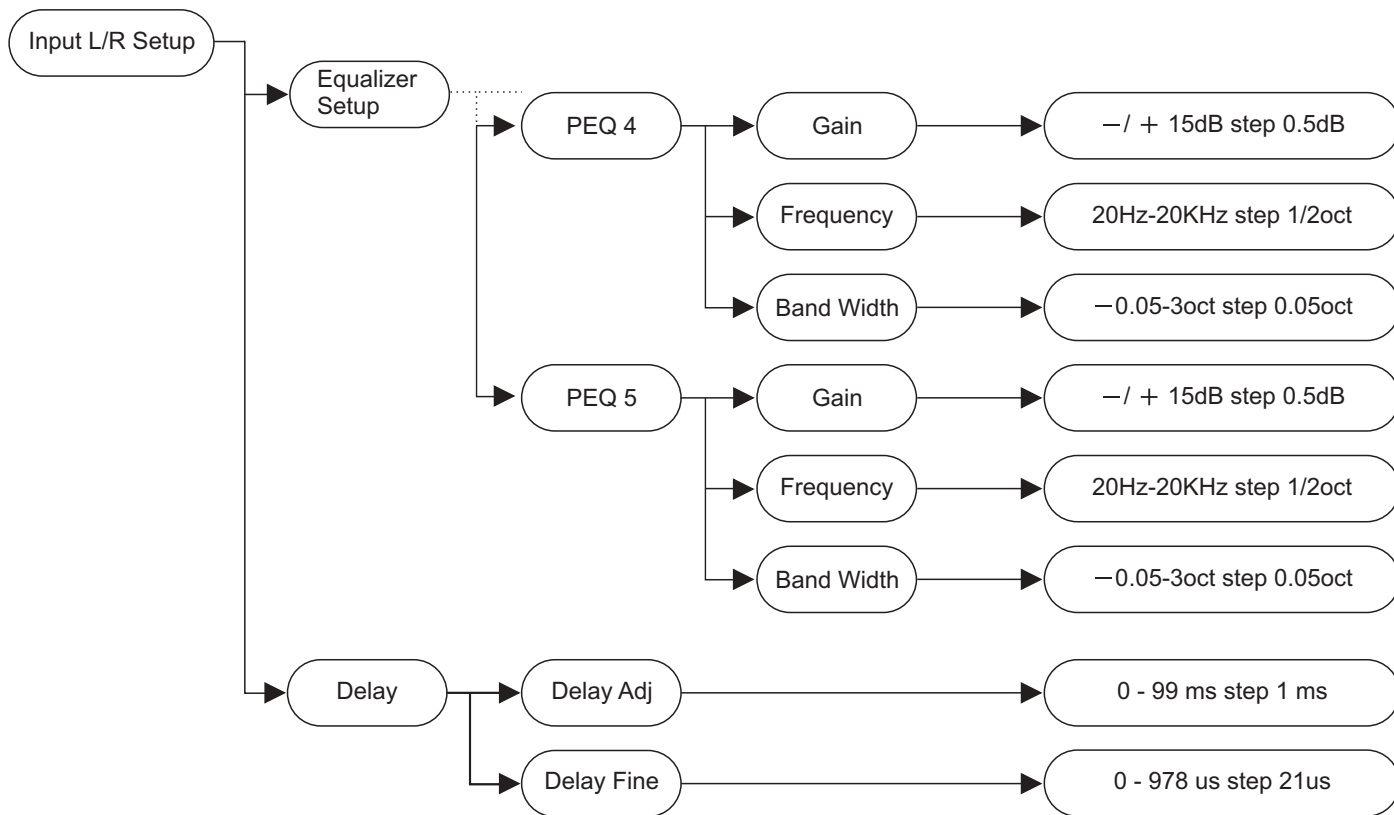 Input L/R Setup
Equalizer
Setup
PEQ 4
Gain
−/ + 15dB step 0.5dB
Frequency
20Hz-20KHz step 1/2oct
Band Width
−0.05-3oct step 0.05oct
PEQ 5
Gain
−/ + 15dB step 0.5dB
Frequency
20Hz-20KHz step 1/2oct
Band Width
−0.05-3oct step 0.05oct
Delay
Delay Adj
0 - 99 ms step 1 ms
Delay Fine
0 - 978 us step 21us